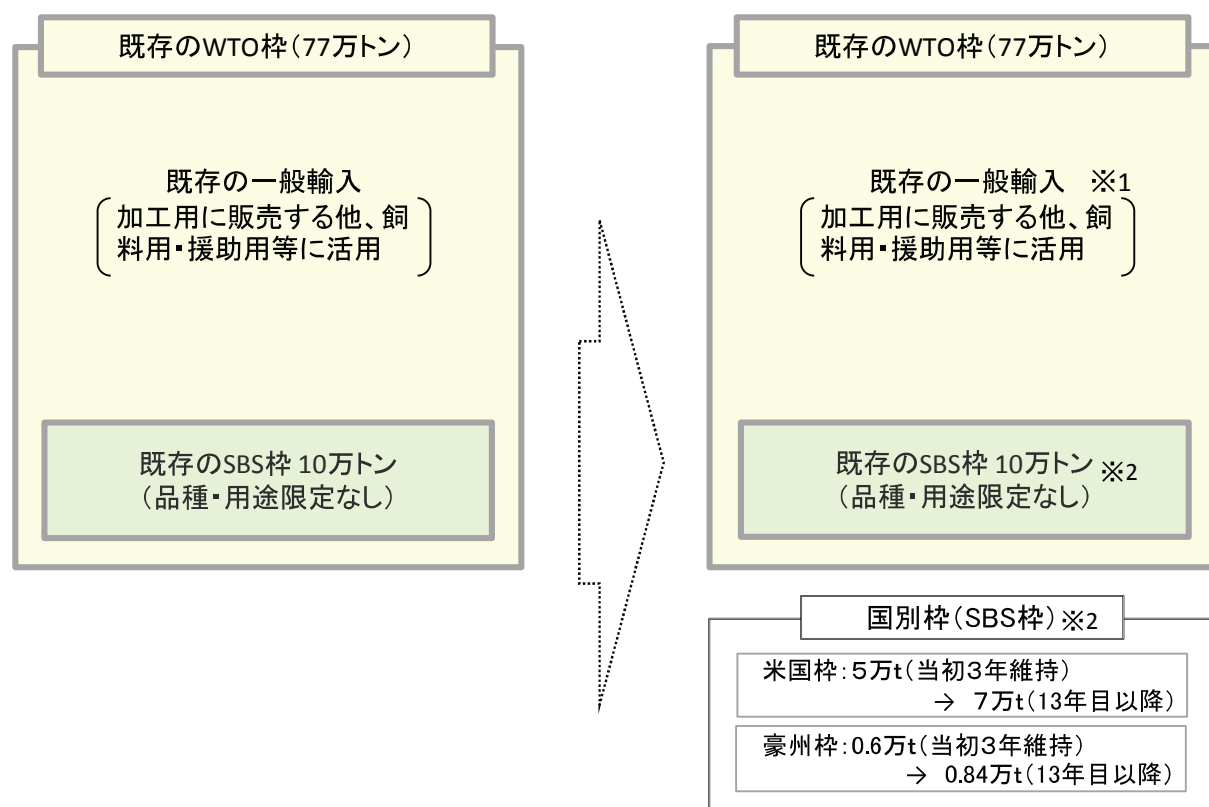 既存のWTO枠(77万トン)
既存の一般輸入
加工用に販売する他、飼
料用・援助用等に活用
既存のSBS枠 10万トン
(品種・用途限定なし)
既存のWTO枠(77万トン)
既存の一般輸入 ※1
加工用に販売する他、飼
料用・援助用等に活用
既存のSBS枠 10万トン ※2
(品種・用途限定なし)
国別枠(SBS枠)※2
米国枠:5万t(当初3年維持)
→ 7万t(13年目以降)
豪州枠:0.6万t(当初3年維持)
→ 0.84万t(13年目以降)